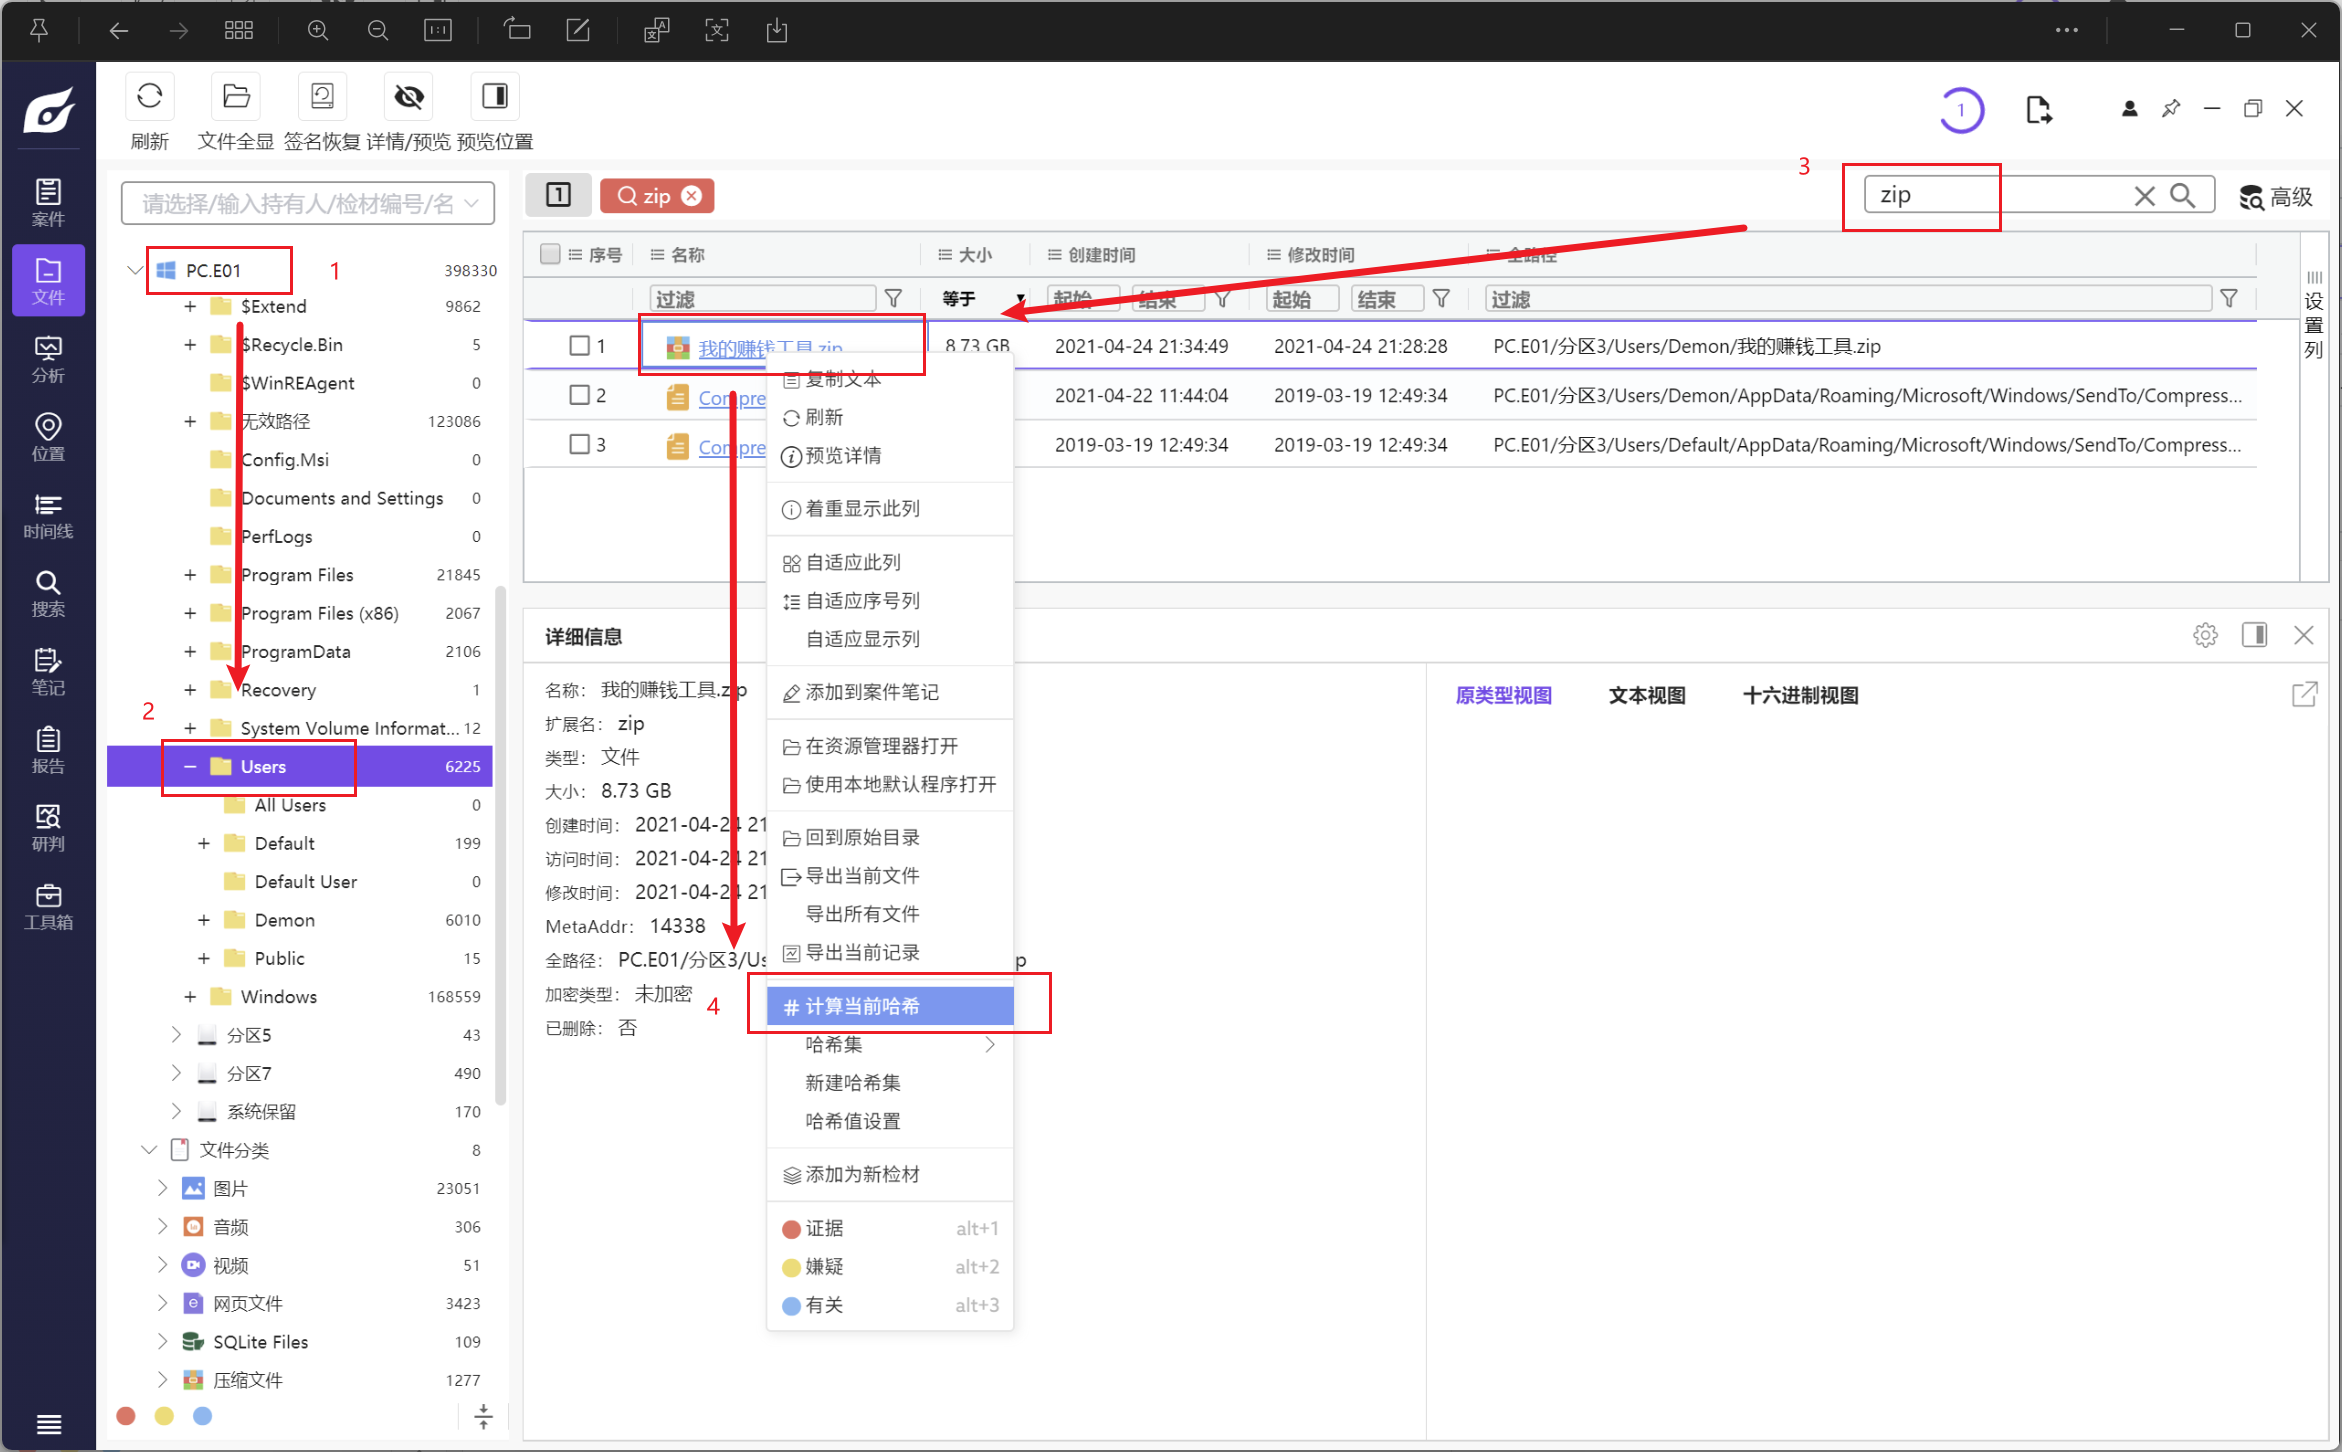 刷新
文件全显
签名恢复
详情/预览
预览位置
1
案件
文件
分析
位置
时间线
搜索
笔记
报告
研判
工具箱
请选择/输入持有人/检材编号/名
PC.E01 398330
1
+ $Extend 9862
+ $Recycle.Bin 5
$WinREAgent 0
+ 无效路径 123086
Config.Msi 0
Documents and Settings 0
PerfLogs 0
+ Program Files 21845
+ Program Files (x86) 2067
+ ProgramData 2106
+ Recovery 1
2
+ System Volume Informat... 12
− Users 6225
All Users 0
+ Default 199
Default User 0
+ Demon 6010
+ Public 15
+ Windows 168559
分区5 43
分区7 490
系统保留 170
文件分类 8
图片 23051
音频 306
视频 51
网页文件 3423
SQLite Files 109
压缩文件 1277
1 zip
3
zip
高级
序号 名称 大小 创建时间 修改时间 全路径
过滤 等于 起始 结束 起始 结束 过滤
1 我的赚钱工具.zip 8.73 GB 2021-04-24 21:34:49 2021-04-24 21:28:28 PC.E01/分区3/Users/Demon/我的赚钱工具.zip
2 Compre 2021-04-22 11:44:04 2019-03-19 12:49:34 PC.E01/分区3/Users/Demon/AppData/Roaming/Microsoft/Windows/SendTo/Compress...
3 Compre 2019-03-19 12:49:34 2019-03-19 12:49:34 PC.E01/分区3/Users/Default/AppData/Roaming/Microsoft/Windows/SendTo/Compress...
设置列
复制文本
刷新
预览详情
着重显示此列
自适应此列
自适应序号列
自适应显示列
添加到案件笔记
在资源管理器打开
使用本地默认程序打开
回到原始目录
导出当前文件
导出所有文件
导出当前记录
4
# 计算当前哈希
哈希集
新建哈希集
哈希值设置
添加为新检材
证据 alt+1
嫌疑 alt+2
有关 alt+3
详细信息
名称： 我的赚钱工具.zip
扩展名： zip
类型： 文件
大小： 8.73 GB
创建时间： 2021-04-24 21
访问时间： 2021-04-24 21
修改时间： 2021-04-24 21
MetaAddr： 14338
全路径： PC.E01/分区3/Us p
加密类型： 未加密
已删除： 否
原类型视图 文本视图 十六进制视图